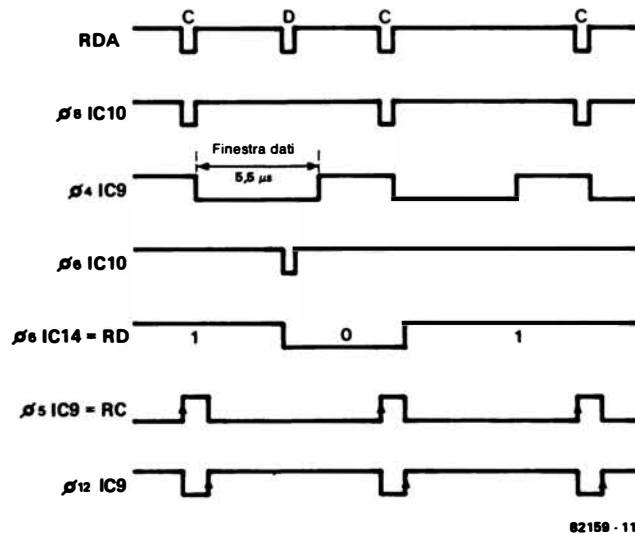 C D C C
RDA
ø8 IC10
Finestra dati
5,5 µs
ø4 IC9
ø6 IC10
ø6 IC14 = RD
1 0 1
ø5 IC9 = RC
ø12 IC9
82159 - 11